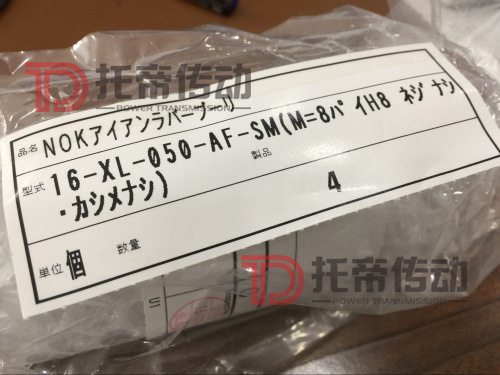 托帝传动
POWER TRANSMISSION
品名 NOKアイアンラバープーリ
型式 16-XL-050-AF-SM(M=8パイH8 ネジナシ
・カシメナシ) 製品
単位 個 数量 4
托帝传动
POWER TRANSMISSION